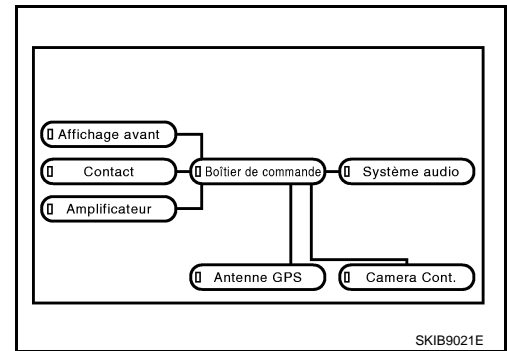 Affichage avant
Contact
Boîtier de commande
Système audio
Amplificateur
Antenne GPS
Camera Cont.
SKIB9021E